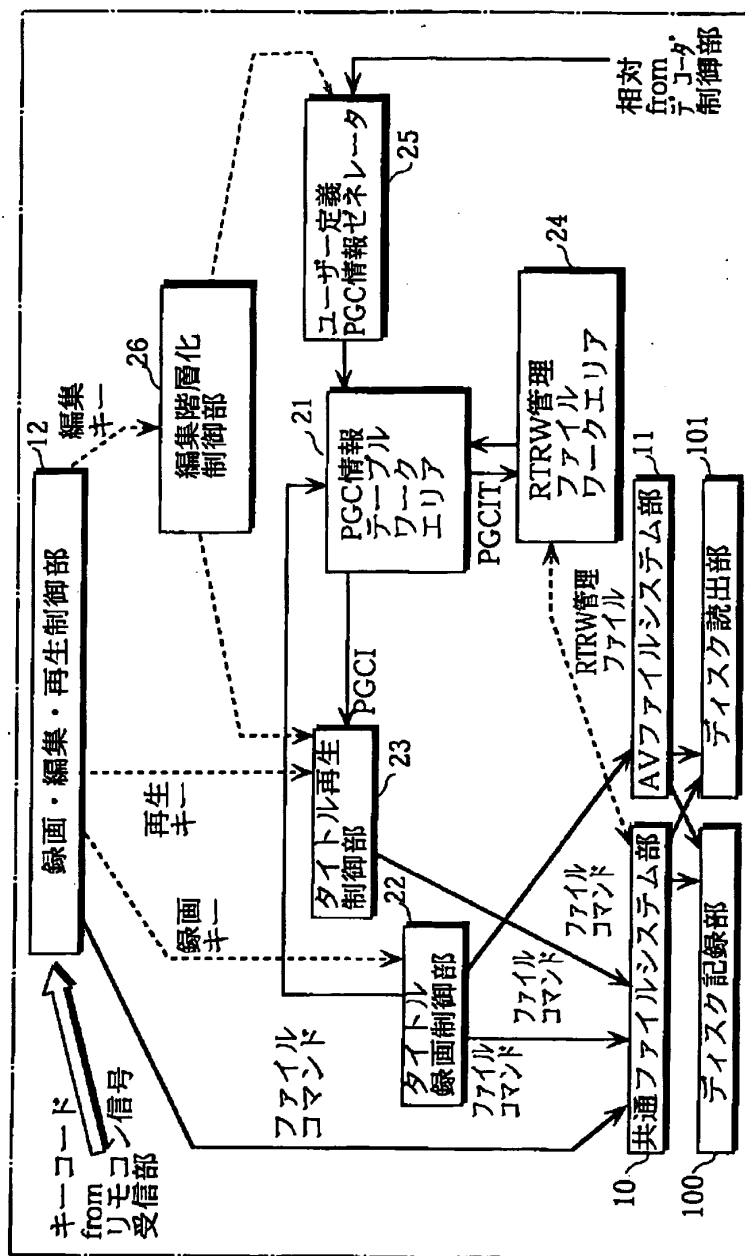 キーコード
from
リモコン信号
受信部
録画・編集・再生制御部
12
編集
キー
再生
キー
録画
キー
ファイル
コマンド
26
編集階層化
制御部
ユーザー定義
PGC情報ゼネレータ
25
相対
from
デコーダ
制御部
21
PGC情報
テーブル
ワーク
エリア
PGCI
PGCIT
タイトル再生
制御部
23
22
タイトル
録画制御部
24
RTRW管理
ファイル
ワークエリア
RTRW管理
ファイル
ファイル
コマンド
ファイル
コマンド
ファイル
コマンド
10
共通ファイルシステム部
AVファイルシステム部
11
100
ディスク記録部
ディスク読出部
101